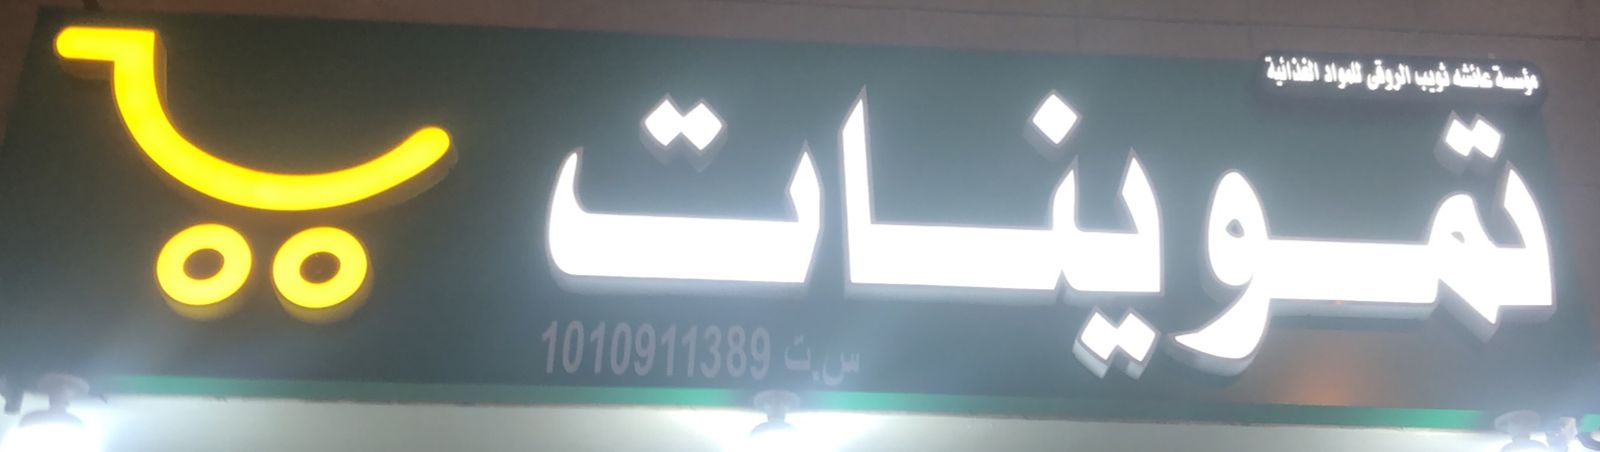 مؤسسة عائشه ثويب الروقي للمواد الغذائية
تموينات
س.ت 1010911389